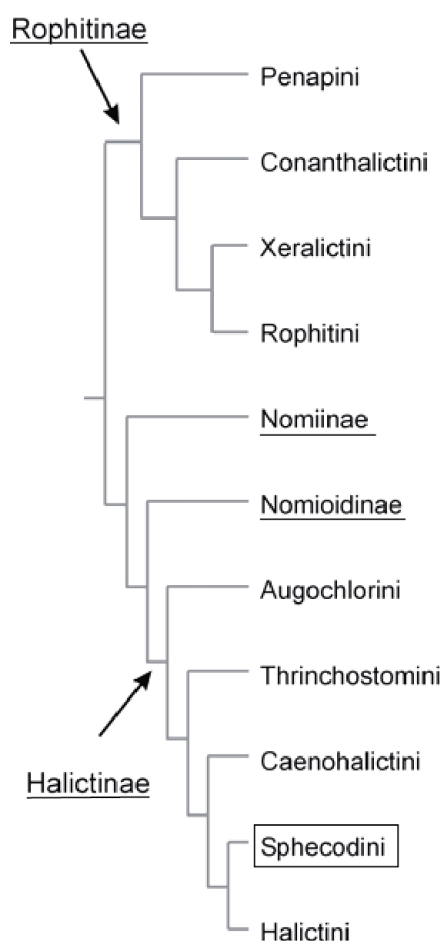 Rophitinae
Penapini
Conanthalictini
Xeralictini
Rophitini
Nomiinae
Nomioidinae
Augochlorini
Thrinchostomini
Caenohalictini
Halictinae
Sphecodini
Halictini